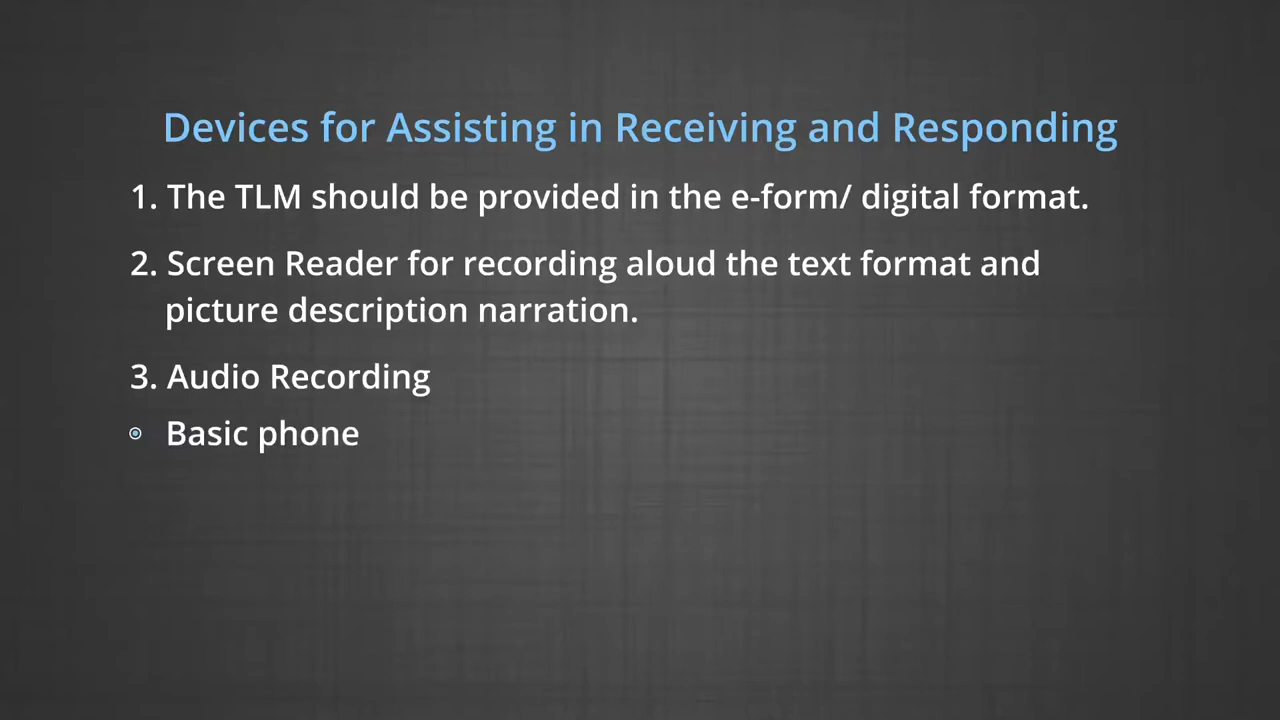 Devices for Assisting in Receiving and Responding
1. The TLM should be provided in the e-form/ digital format.
2. Screen Reader for recording aloud the text format and
picture description narration.
3. Audio Recording
Basic phone